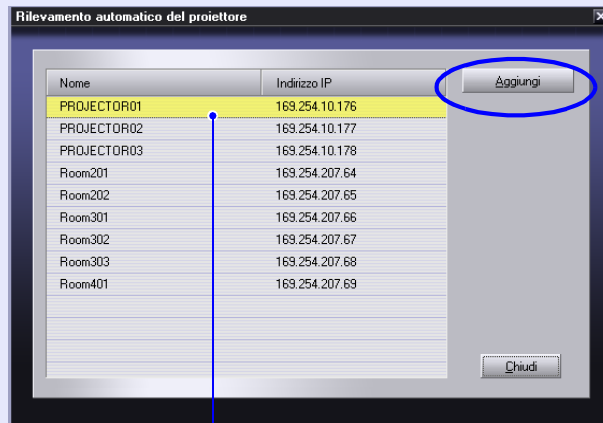 Rilevamento automatico del proiettore
Nome Indirizzo IP Aggiungi
PROJECTOR01 169.254.10.176
PROJECTOR02 169.254.10.177
PROJECTOR03 169.254.10.178
Room201 169.254.207.64
Room202 169.254.207.65
Room301 169.254.207.66
Room302 169.254.207.67
Room303 169.254.207.68
Room401 169.254.207.69
Chiudi